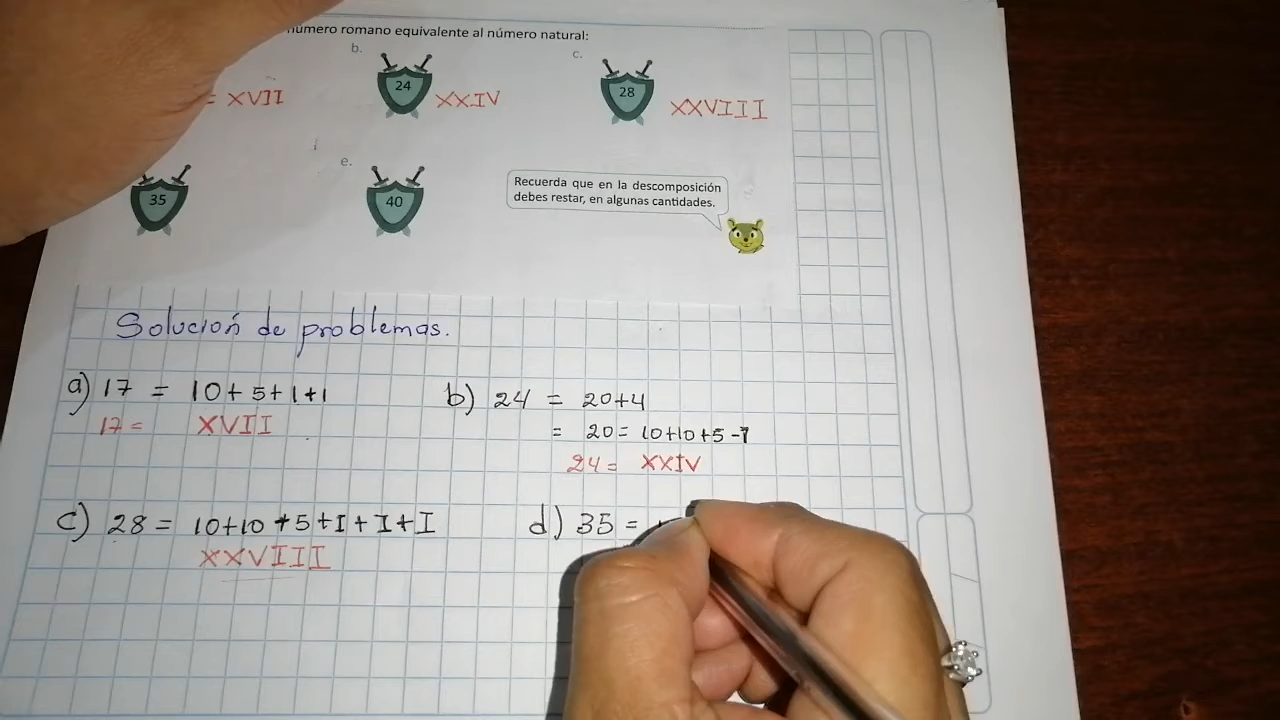 número romano equivalente al número natural:
b. c.
24 28
= XVII XXIV XXVIII
e.
35 40
Recuerda que en la descomposición
debes restar, en algunas cantidades.
Solución de problemas.
a) 17 = 10+5+1+1 b) 24 = 20+4
17 = XVII = 20 = 10+10+5-1
24 = XXIV
c) 28 = 10+10+5+I+I+I d) 35 =
XXVIII